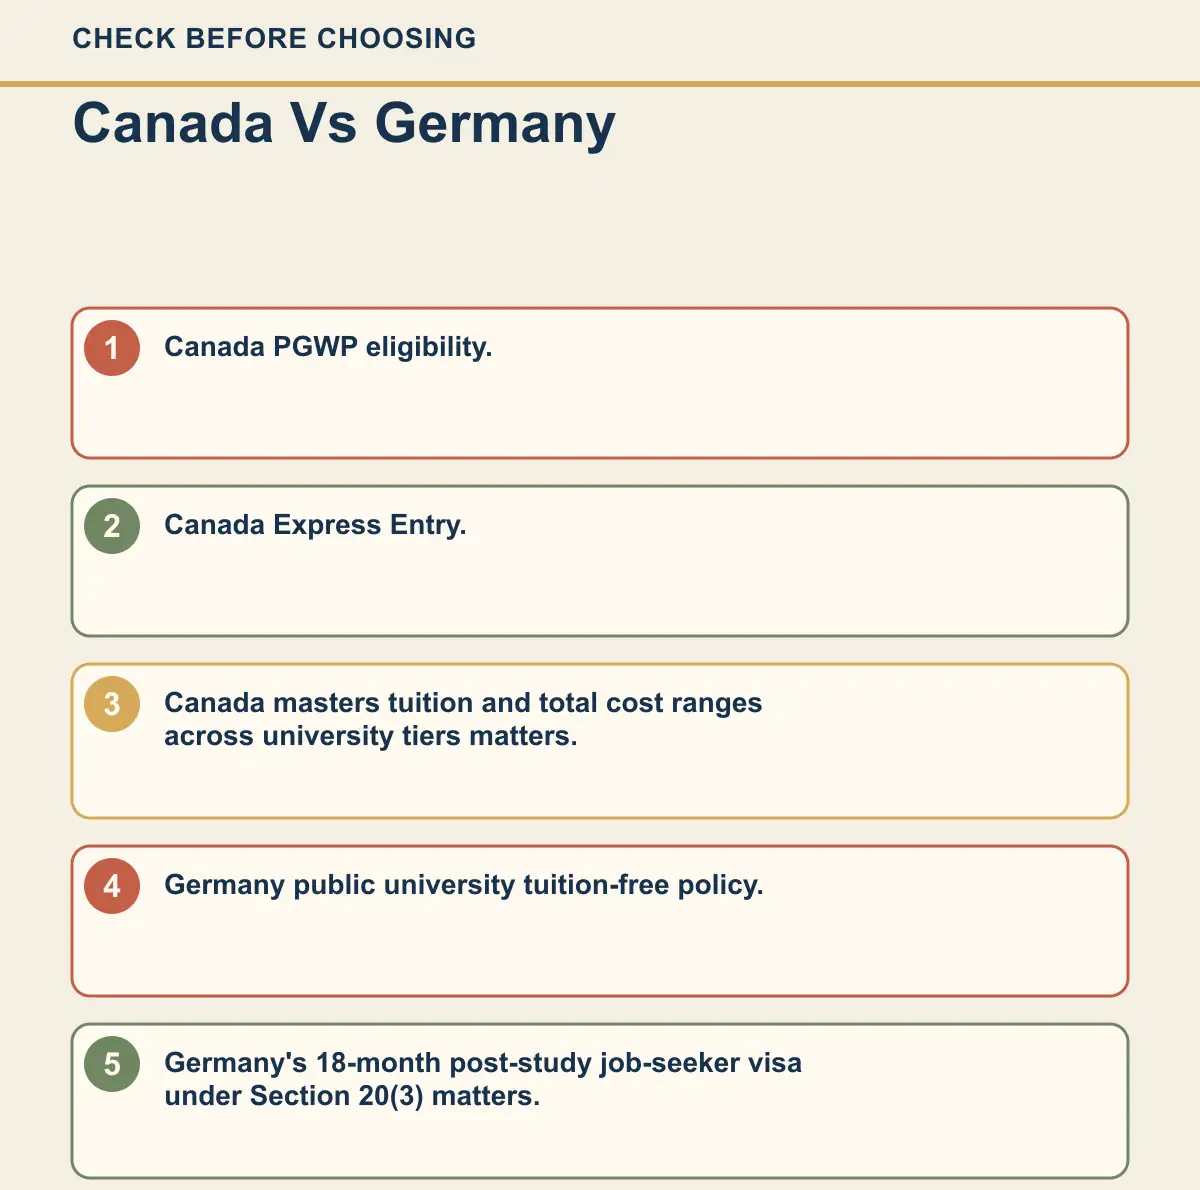 CHECK BEFORE CHOOSING
Canada Vs Germany
1
Canada PGWP eligibility.
2
Canada Express Entry.
3
Canada masters tuition and total cost ranges
across university tiers matters.
4
Germany public university tuition-free policy.
5
Germany's 18-month post-study job-seeker visa
under Section 20(3) matters.